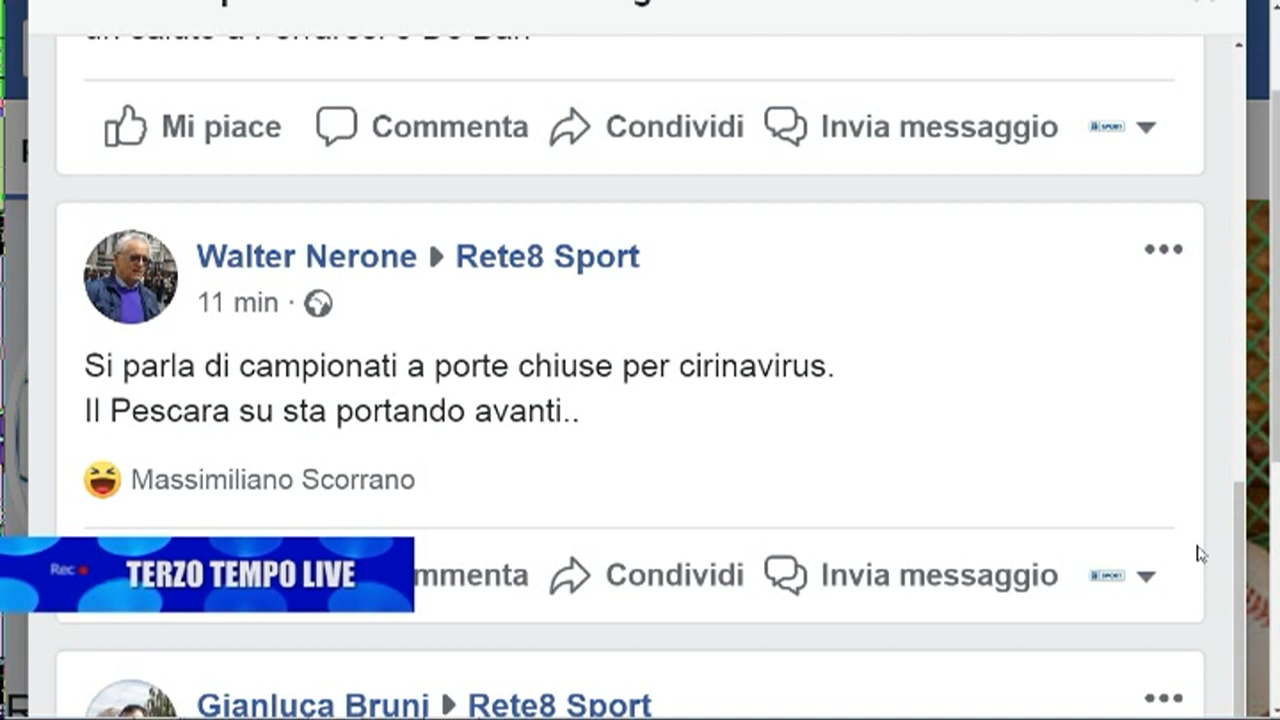 Mi piace Commenta Condividi Invia messaggio
Walter Nerone Rete8 Sport
11 min ·
Si parla di campionati a porte chiuse per cirinavirus.
Il Pescara su sta portando avanti..
Massimiliano Scorrano
Rec TERZO TEMPO LIVE mmenta Condividi Invia messaggio
Gianluca Bruni Rete8 Sport